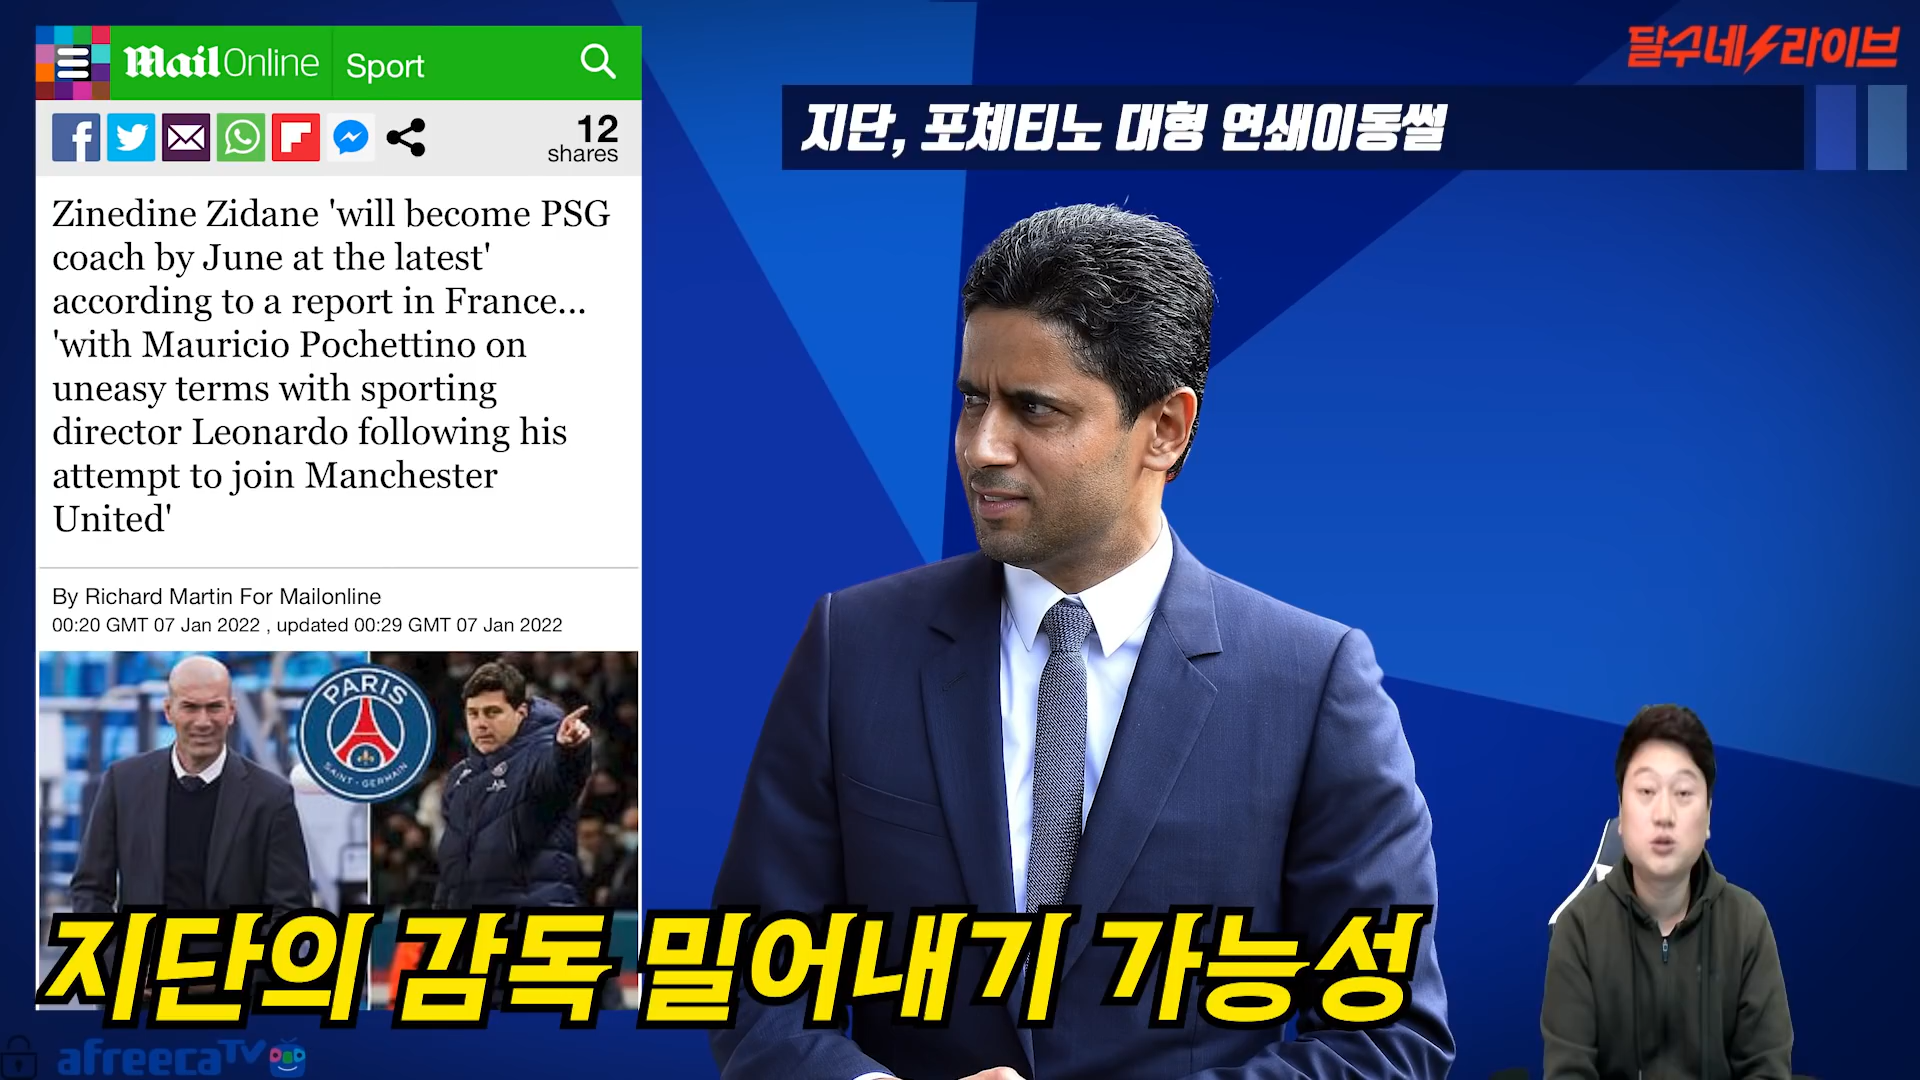 Mail Online Sport
12
shares
Zinedine Zidane 'will become PSG
coach by June at the latest'
according to a report in France...
'with Mauricio Pochettino on
uneasy terms with sporting
director Leonardo following his
attempt to join Manchester
United'
By Richard Martin For Mailonline
00:20 GMT 07 Jan 2022 , updated 00:29 GMT 07 Jan 2022
PARIS
SAINT-GERMAIN
달수네라이브
지단, 포체티노 대형 연쇄이동썰
지단의 감독 밀어내기 가능성
afreecaTV